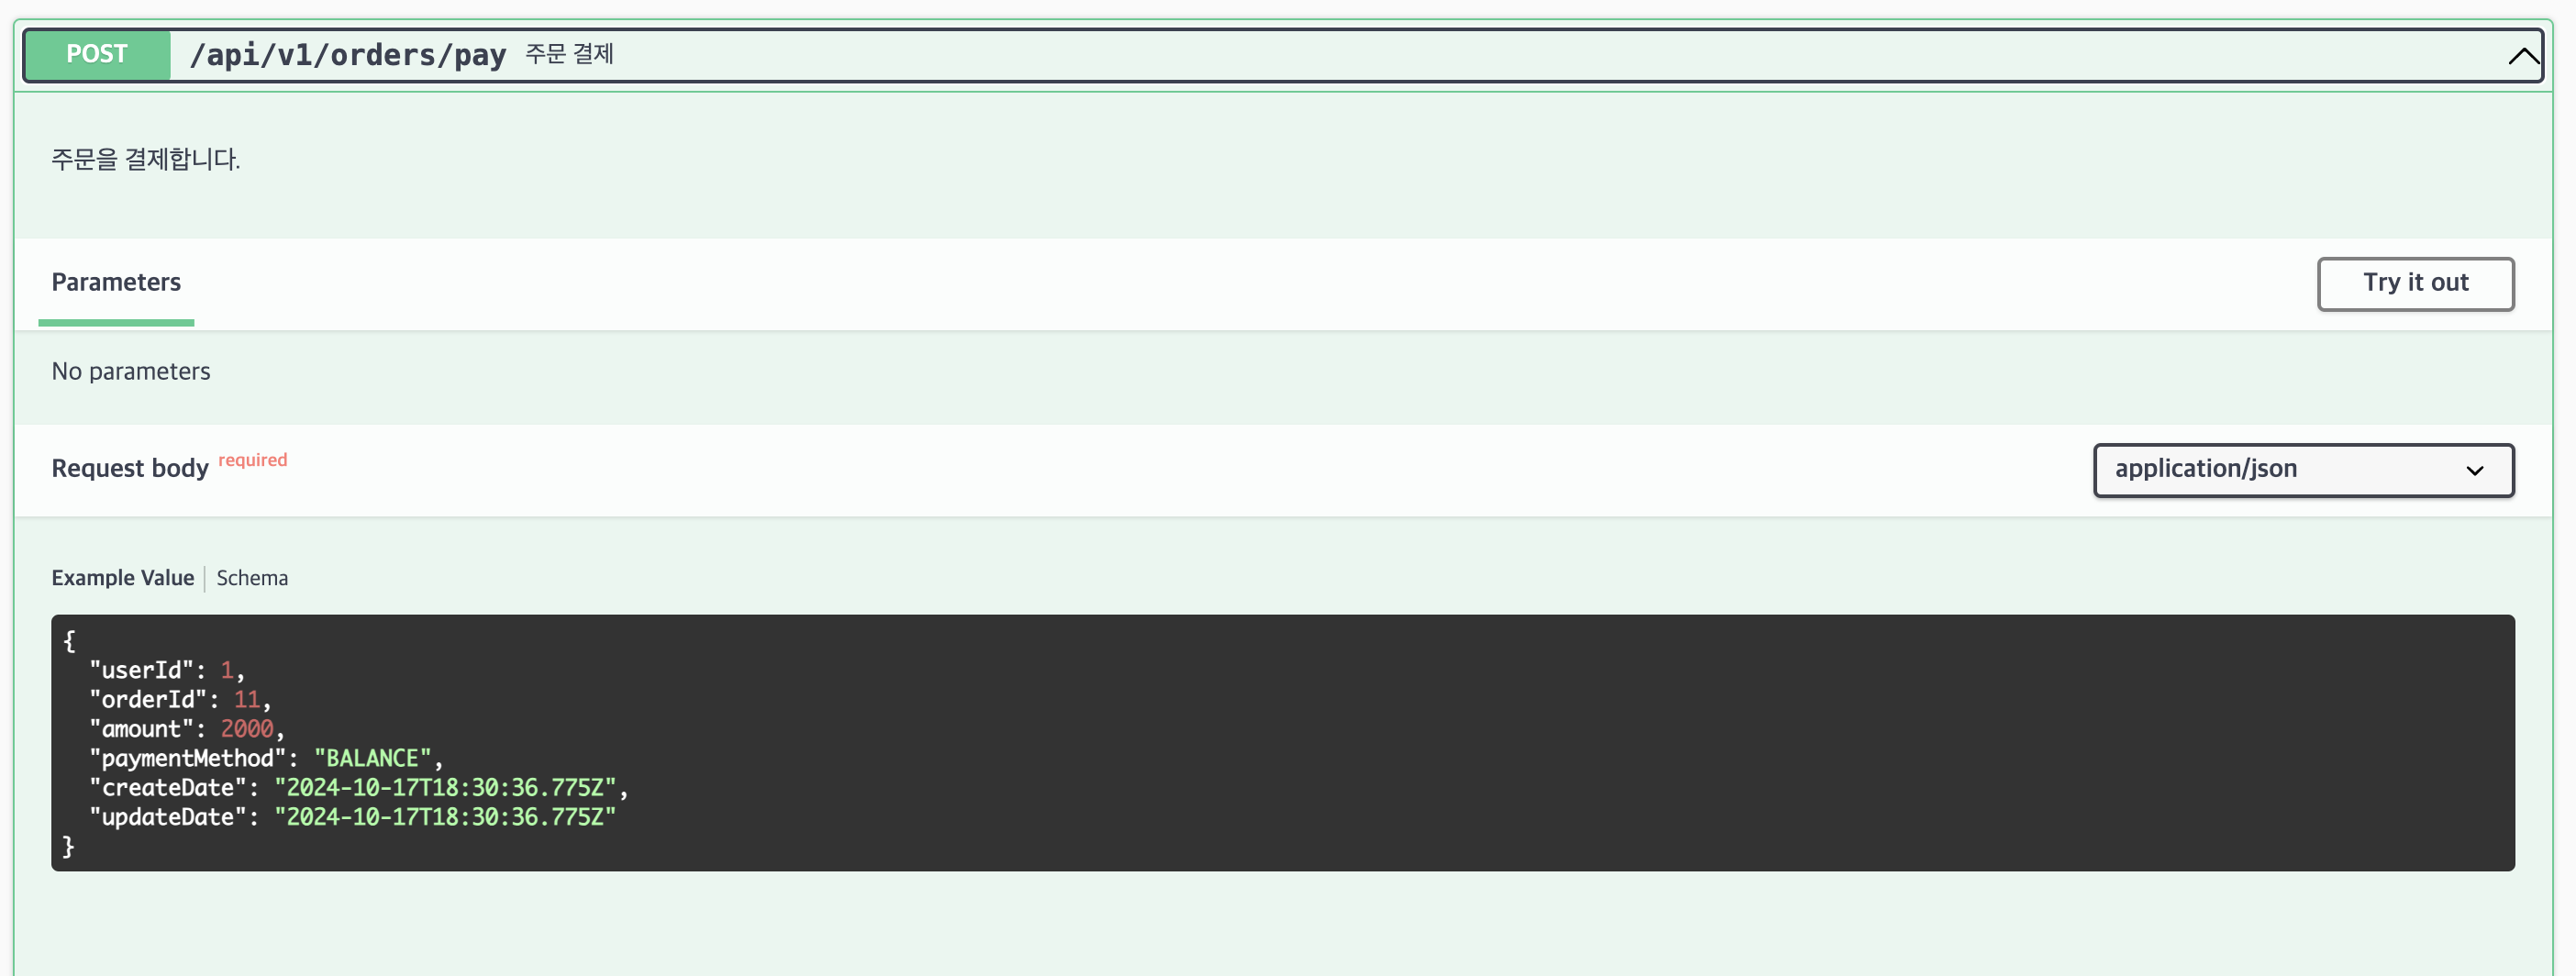 POST /api/v1/orders/pay 주문 결제
주문을 결제합니다.
Parameters
Try it out
No parameters
Request body required
application/json
Example Value | Schema
{
  "userId": 1,
  "orderId": 11,
  "amount": 2000,
  "paymentMethod": "BALANCE",
  "createDate": "2024-10-17T18:30:36.775Z",
  "updateDate": "2024-10-17T18:30:36.775Z"
}